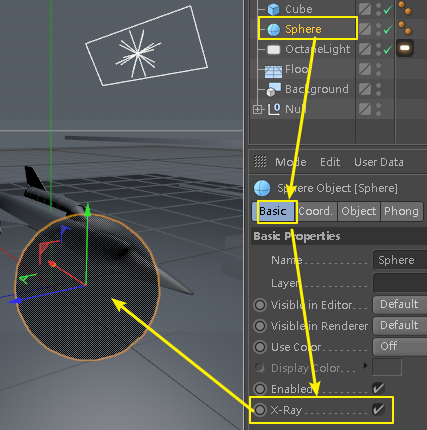 Cube
Sphere
OctaneLight
Floor
Background
Null
Mode Edit User Data
Sphere Object [Sphere]
Basic Coord. Object Phong
Basic Properties
Name . . . . . . . . . . . Sphere
Layer . . . . . . . . . . .
Visible in Editor . . . Default
Visible in Renderer Default
Use Color . . . . . . . Off
Display Color . .
Enabled . . . . . . . .
X-Ray . . . . . . . . . .